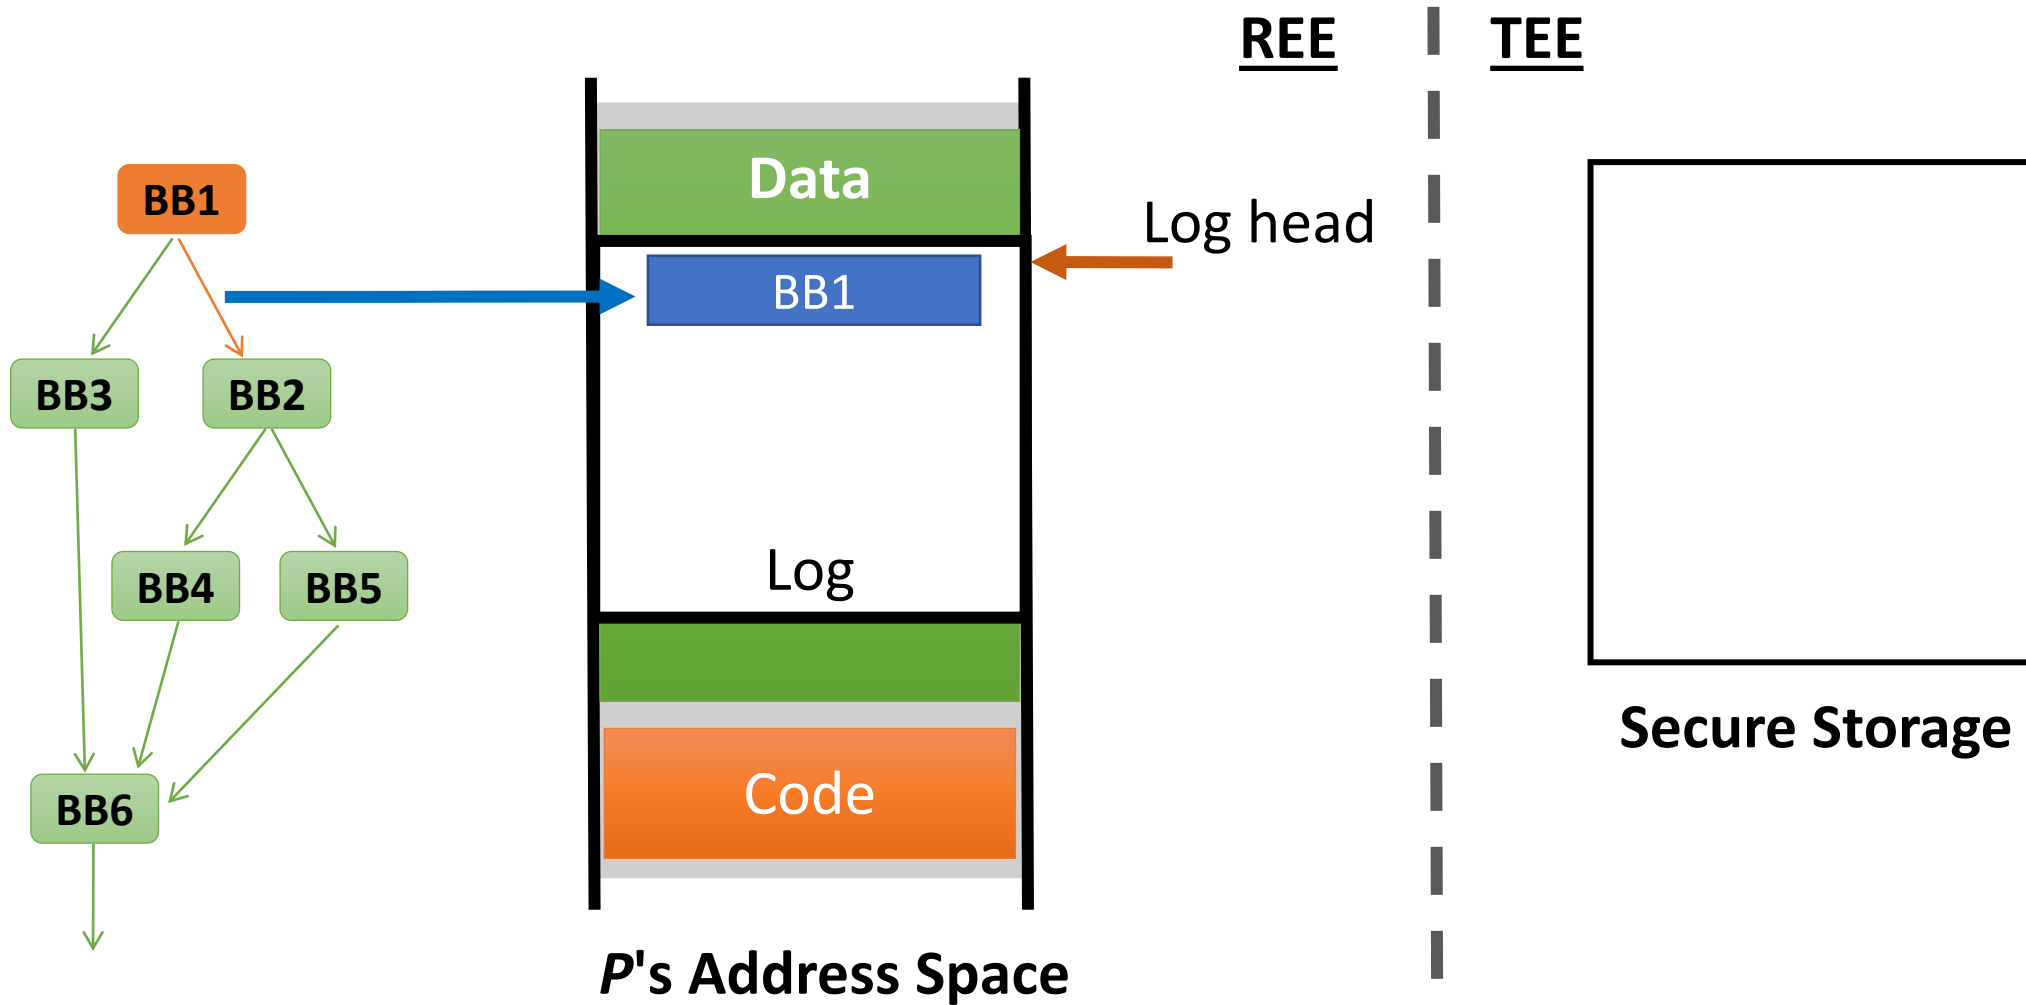 REE
TEE
Data
BB1
Log head
BB1
BB3
BB2
Log
BB4
BB5
Secure Storage
Code
BB6
P's Address Space